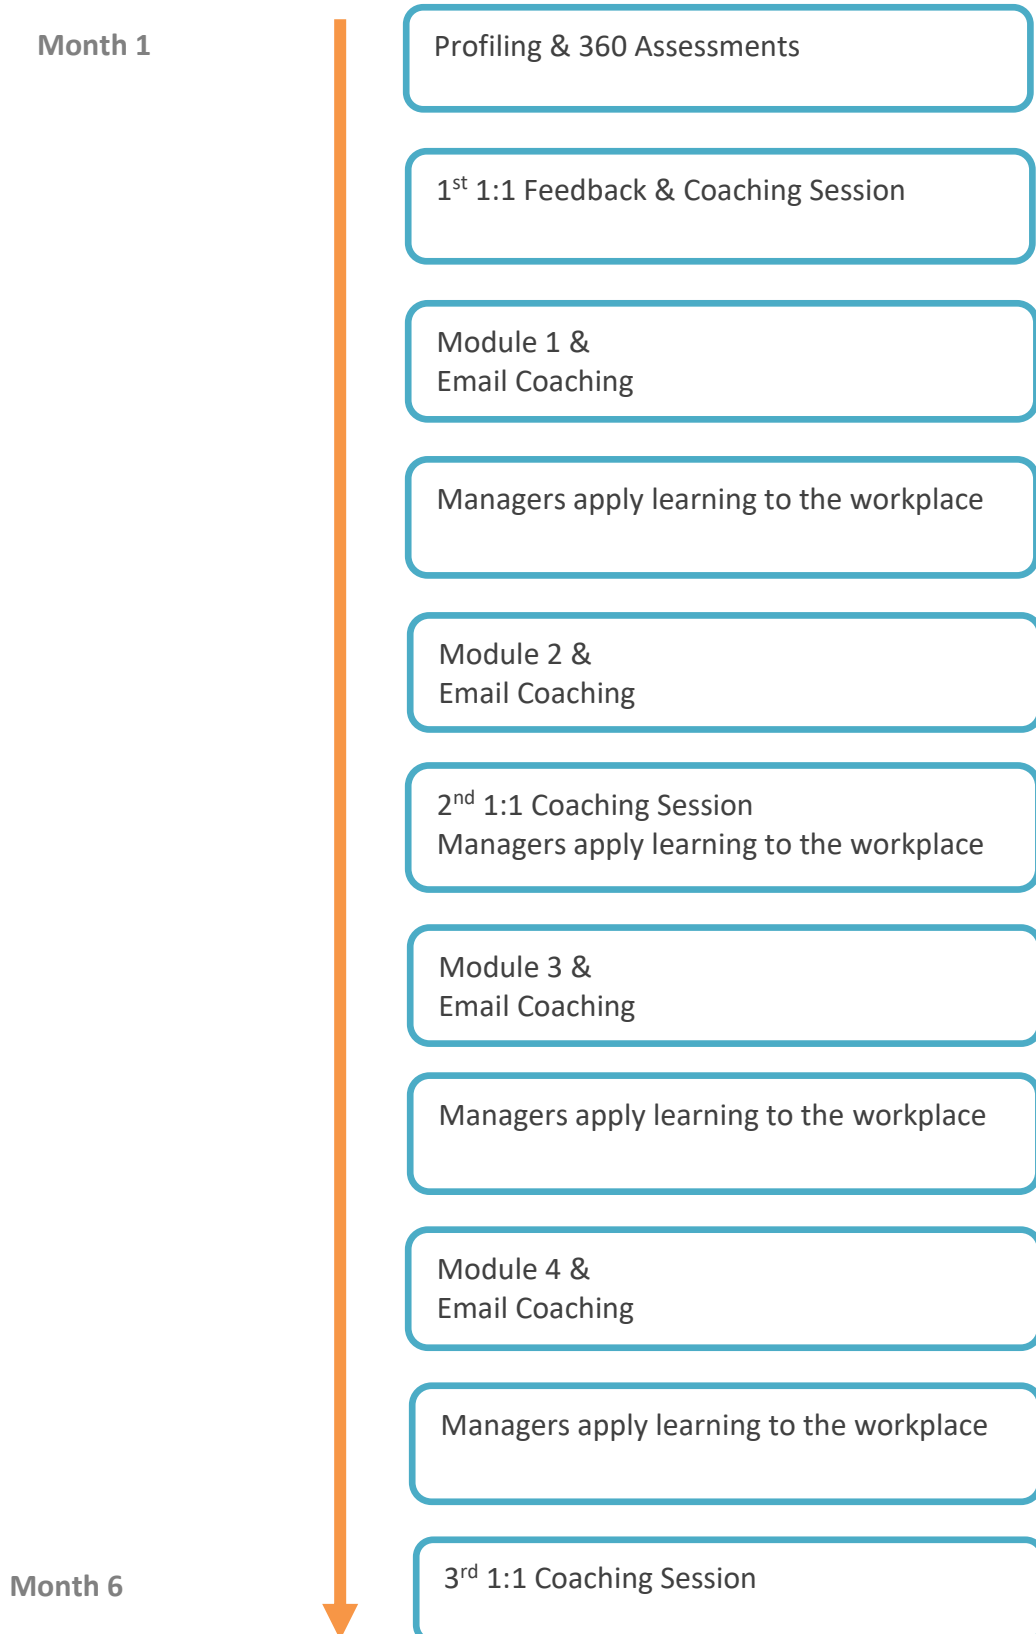 Month 1
Profiling & 360 Assessments
1st 1:1 Feedback & Coaching Session
Module 1 &
Email Coaching
Managers apply learning to the workplace
Module 2 &
Email Coaching
2nd 1:1 Coaching Session
Managers apply learning to the workplace
Module 3 &
Email Coaching
Managers apply learning to the workplace
Module 4 &
Email Coaching
Managers apply learning to the workplace
Month 6
3rd 1:1 Coaching Session